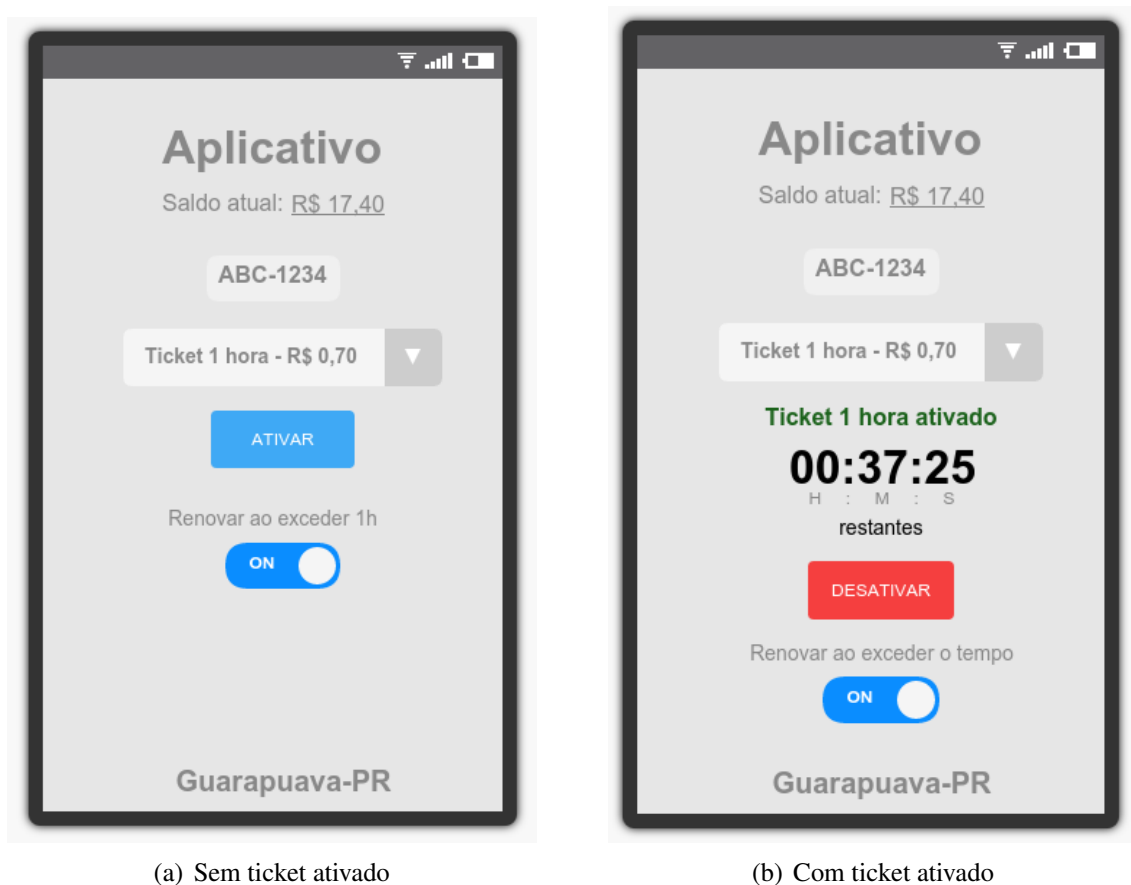 Aplicativo
Saldo atual: R$ 17,40
ABC-1234
Ticket 1 hora - R$ 0,70
ATIVAR
Renovar ao exceder 1h
ON
Guarapuava-PR
(a) Sem ticket ativado
Aplicativo
Saldo atual: R$ 17,40
ABC-1234
Ticket 1 hora - R$ 0,70
Ticket 1 hora ativado
00:37:25
H : M : S
restantes
DESATIVAR
Renovar ao exceder o tempo
ON
Guarapuava-PR
(b) Com ticket ativado